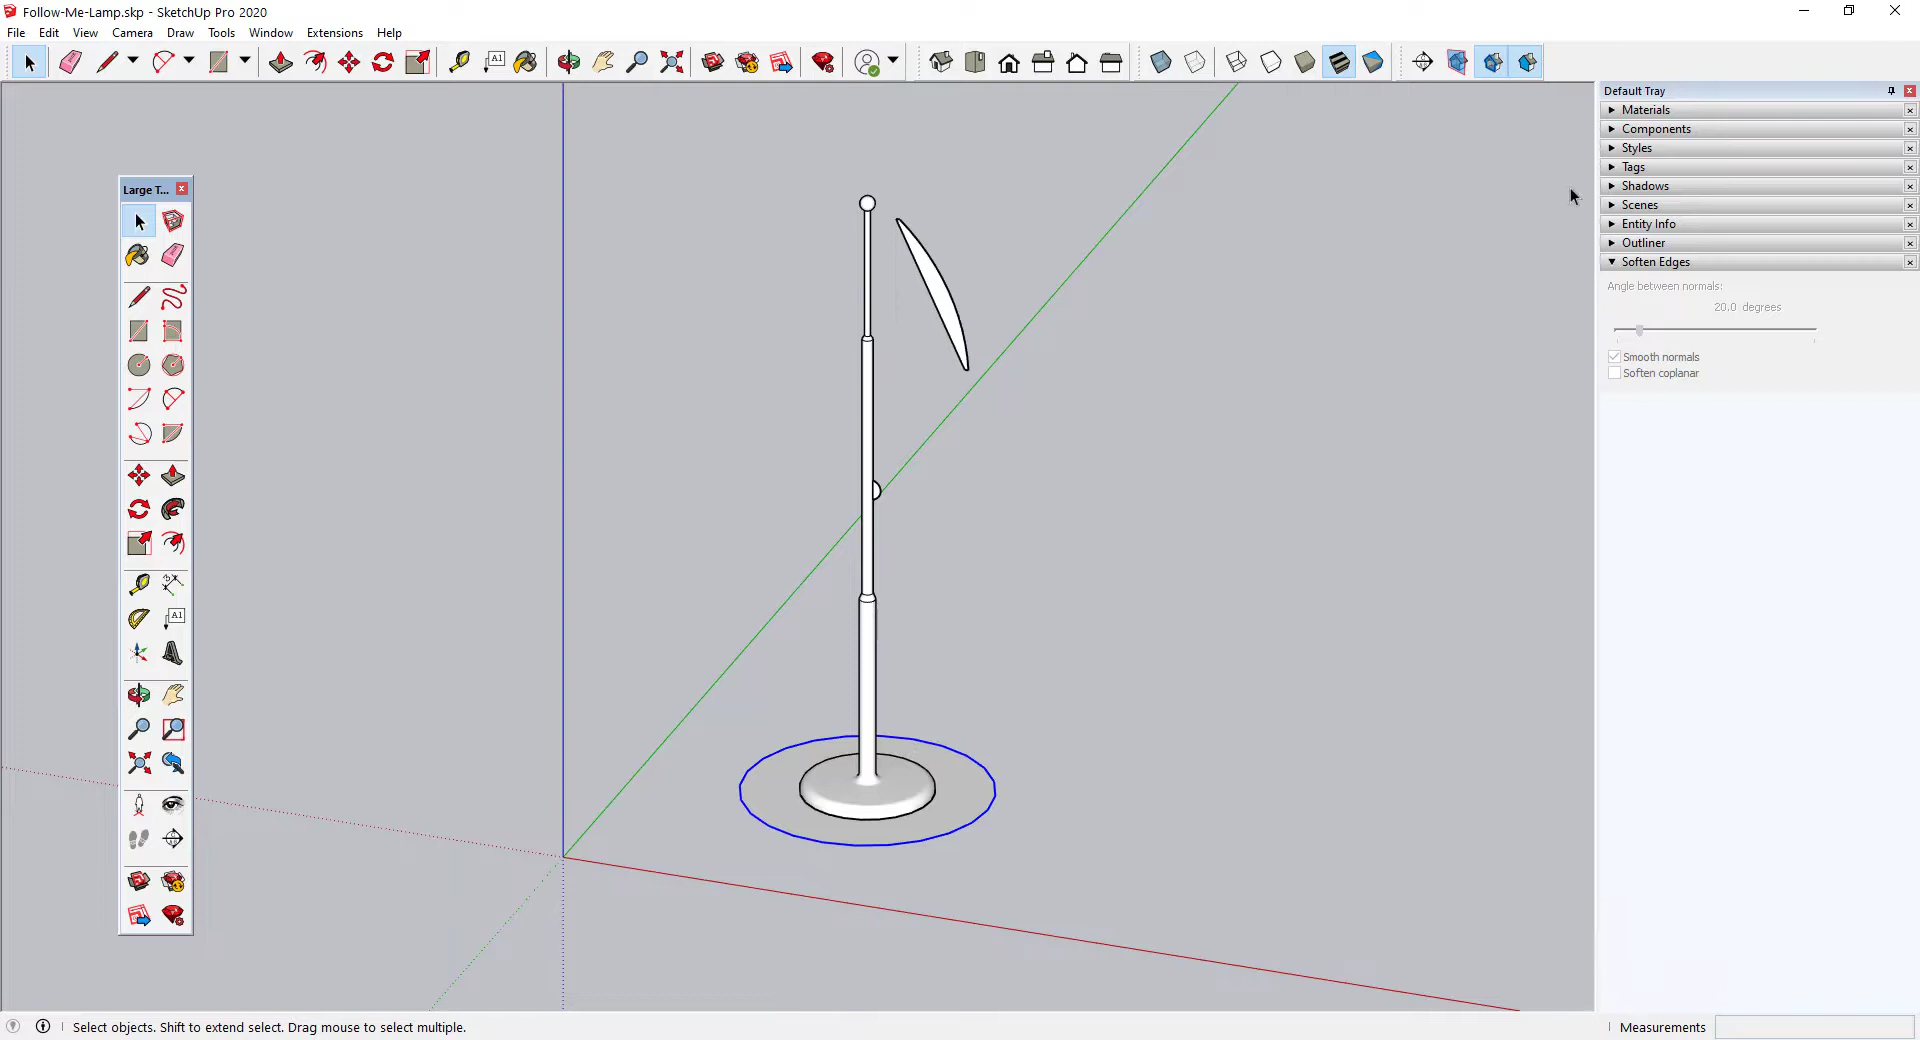 Follow-Me-Lamp.skp - SketchUp Pro 2020
File Edit View Camera Draw Tools Window Extensions Help
A1
Default Tray
Materials
Components
Styles
Tags
Shadows
Scenes
Entity Info
Outliner
Soften Edges
Angle between normals:
20.0 degrees
Smooth normals
Soften coplanar
Large T...
A1
Select objects. Shift to extend select. Drag mouse to select multiple.
Measurements